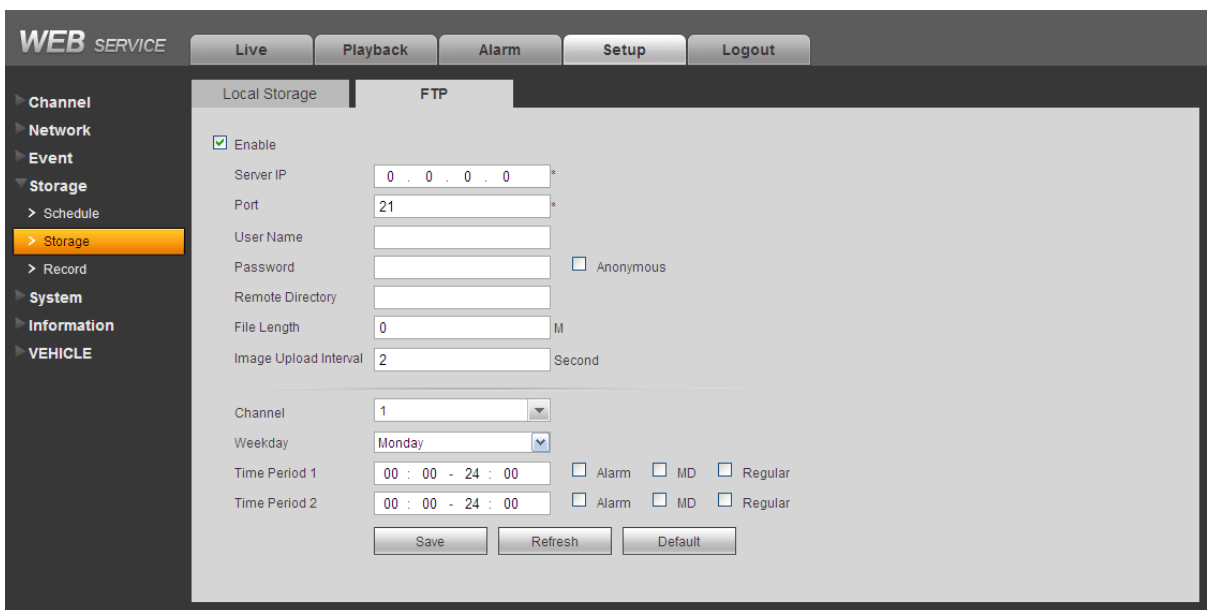 WEB SERVICE
Live Playback Alarm Setup Logout
Local Storage FTP
Channel
Network
Event
Storage
> Schedule
> Storage
> Record
System
Information
VEHICLE
Enable
Server IP 0 . 0 . 0 . 0 *
Port 21 *
User Name
Password Anonymous
Remote Directory
File Length 0 M
Image Upload Interval 2 Second
Channel 1
Weekday Monday
Time Period 1 00 : 00 - 24 : 00 Alarm MD Regular
Time Period 2 00 : 00 - 24 : 00 Alarm MD Regular
Save Refresh Default